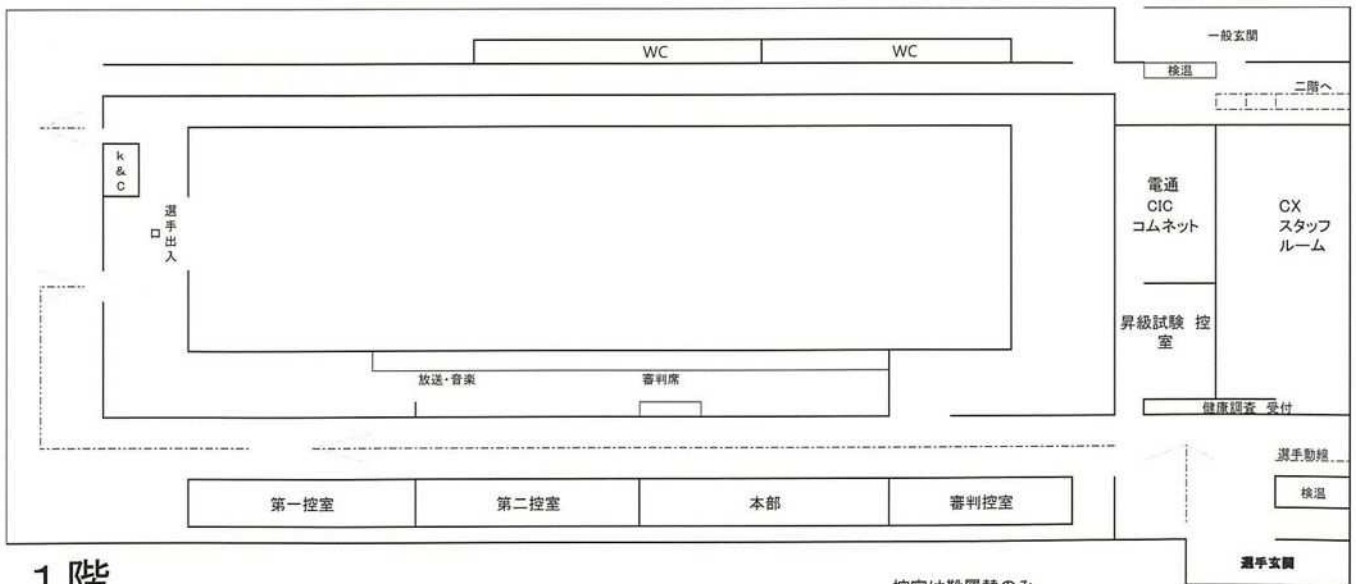 一般玄関
WC
WC
検温
二階へ
k
&
C
選手出入
口
電通
CIC
コムネット
CX
スタッフ
ルーム
昇級試験 控
室
放送・音楽
審判席
健康調査 受付
選手動線
検温
第一控室
第二控室
本部
審判控室
選手玄関
1階